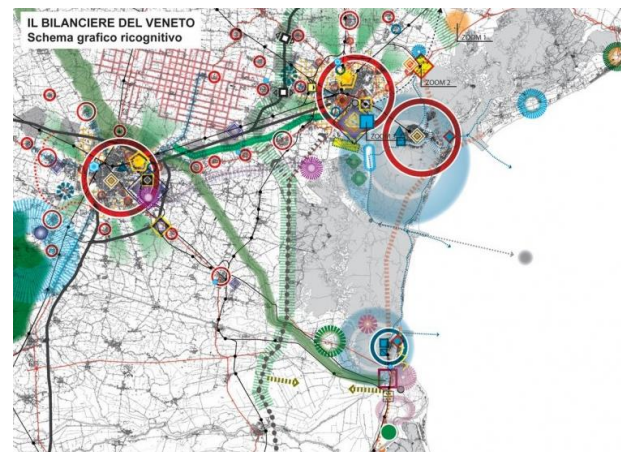 IL BILANCIERE DEL VENETO
Schema grafico ricognitivo
ZOOM 1
ZOOM 2